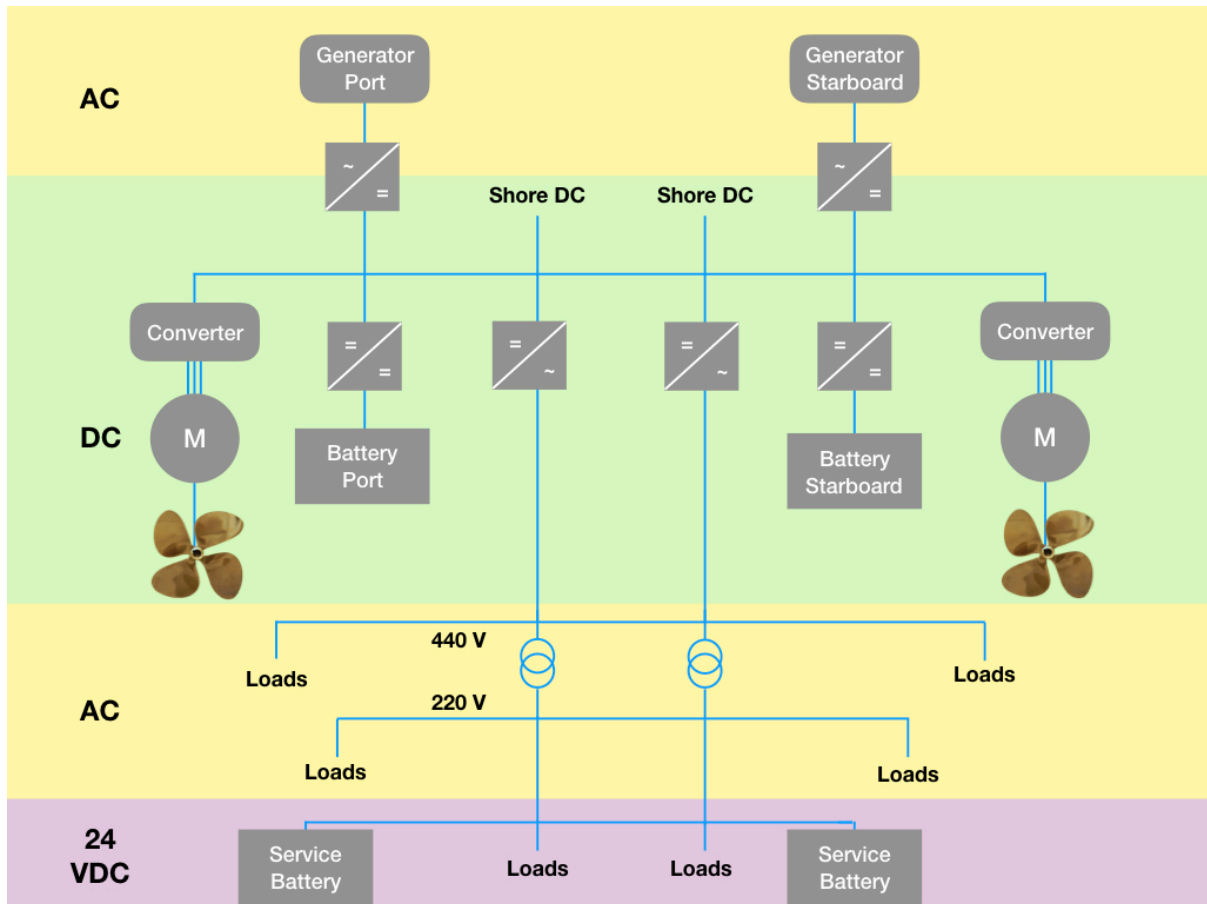 Generator
Port
Generator
Starboard
AC
~
=
~
=
Shore DC
Shore DC
Converter
=
=
=
~
=
~
=
=
Converter
DC
M
Battery
Port
Battery
Starboard
M
440 V
Loads
Loads
AC
220 V
Loads
Loads
24
VDC
Service
Battery
Loads
Loads
Service
Battery